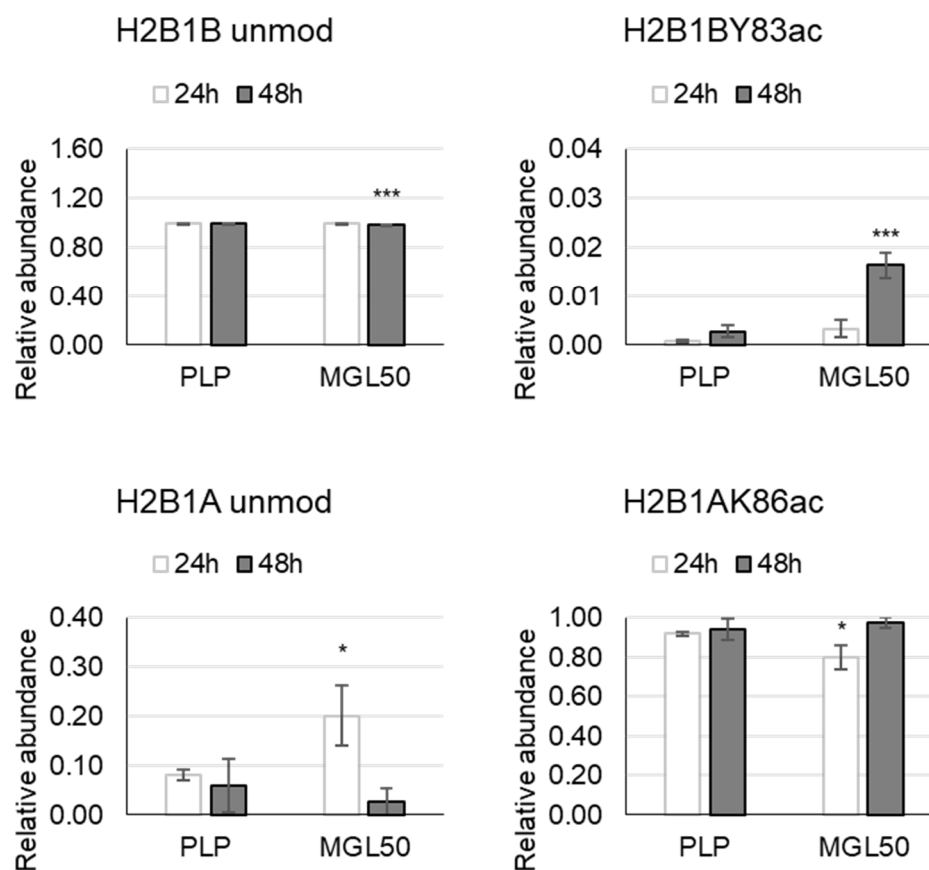 H2B1B unmod
24h 48h
Relative abundance
1.60
1.20
0.80
0.40
0.00
***
PLP MGL50
H2B1BY83ac
24h 48h
Relative abundance
0.04
0.03
0.02
0.01
0.00
***
PLP MGL50
H2B1A unmod
24h 48h
Relative abundance
0.40
0.30
0.20
0.10
0.00
*
PLP MGL50
H2B1AK86ac
24h 48h
Relative abundance
1.00
0.80
0.60
0.40
0.20
0.00
*
PLP MGL50